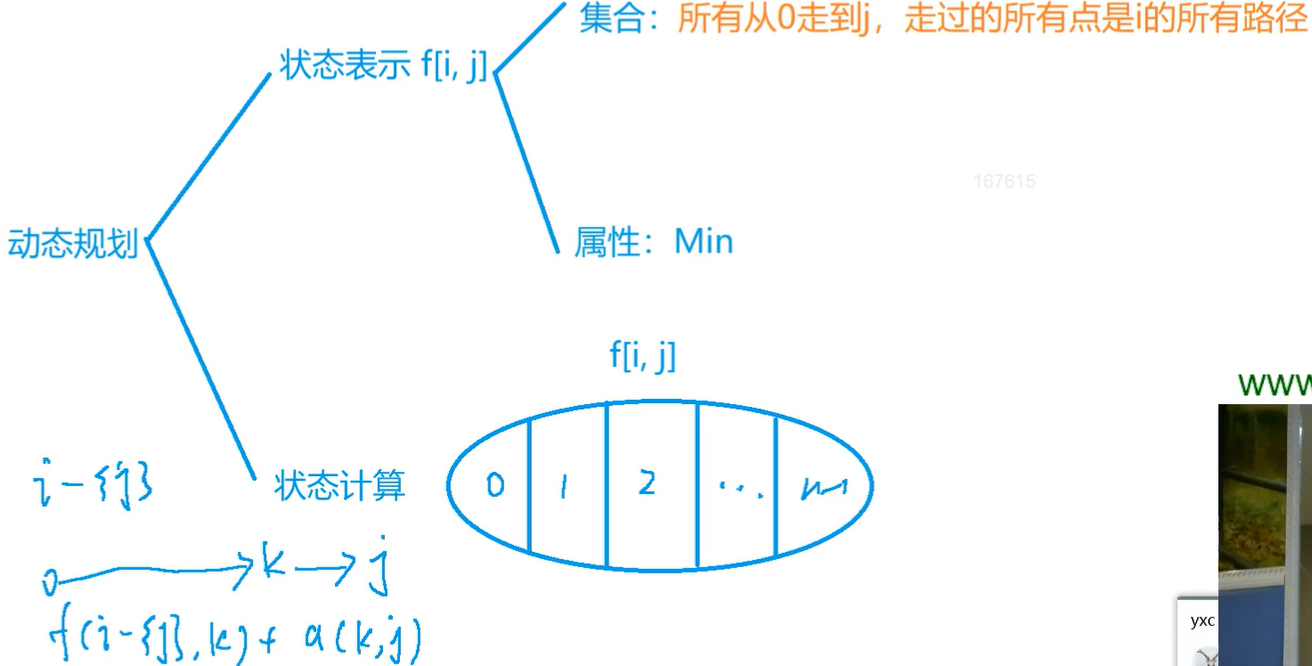 集合：所有从0走到j，走过的所有点是i的所有路径
状态表示 f[i, j]
167615
动态规划
属性：Min
f[i, j]
www
i-{j}
状态计算
0 1 2 ... n-1
0 → k → j
f(i-{j}, k) + a(k,j)
yxc